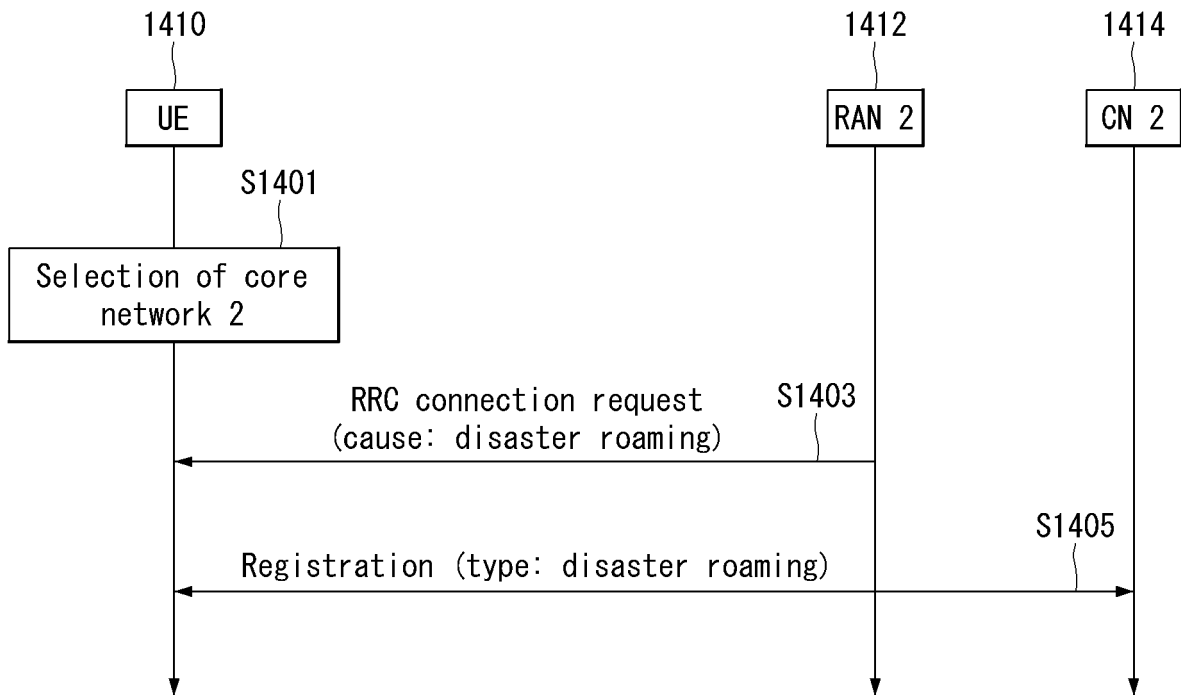 1410
1412
1414
UE
RAN 2
CN 2
S1401
Selection of core
network 2
RRC connection request
(cause: disaster roaming)
S1403
S1405
Registration (type: disaster roaming)